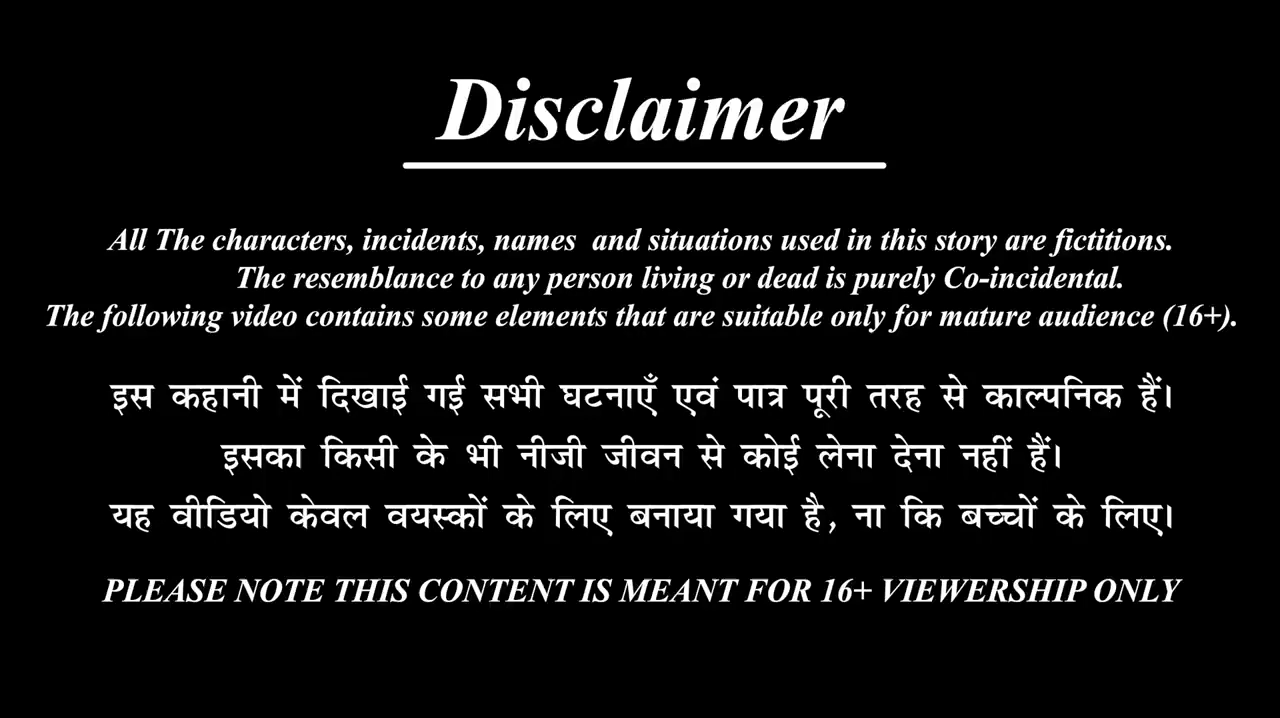 Disclaimer
All The characters, incidents, names and situations used in this story are fictitions.
The resemblance to any person living or dead is purely Co-incidental.
The following video contains some elements that are suitable only for mature audience (16+).
इस कहानी में दिखाई गई सभी घटनाएँ एवं पात्र पूरी तरह से काल्पनिक हैं।
इसका किसी के भी नीजी जीवन से कोई लेना देना नहीं हैं।
यह वीडियो केवल वयस्कों के लिए बनाया गया है, ना कि बच्चों के लिए।
PLEASE NOTE THIS CONTENT IS MEANT FOR 16+ VIEWERSHIP ONLY